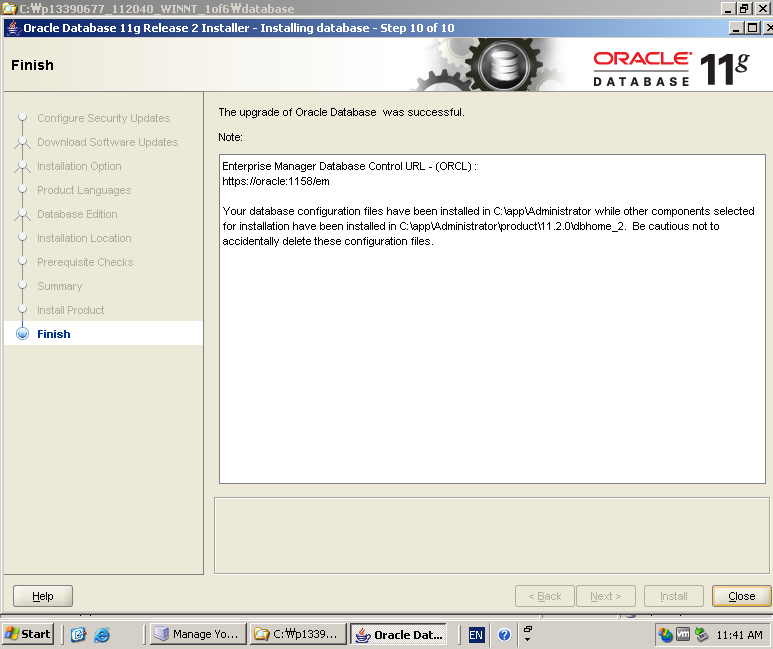 C:₩p13390677_112040_WINNT_1of6₩database
Oracle Database 11g Release 2 Installer - Installing database - Step 10 of 10
Finish
ORACLE®
DATABASE 11g
Configure Security Updates
Download Software Updates
Installation Option
Product Languages
Database Edition
Installation Location
Prerequisite Checks
Summary
Install Product
Finish
The upgrade of Oracle Database  was successful.
Note:
Enterprise Manager Database Control URL - (ORCL) :
https://oracle:1158/em
Your database configuration files have been installed in C:\app\Administrator while other components selected
for installation have been installed in C:\app\Administrator\product\11.2.0\dbhome_2.  Be cautious not to
accidentally delete these configuration files.
Help
< Back
Next >
Install
Close
Start
Manage Yo...
C:₩p1339...
Oracle Dat...
EN
vm
11:41 AM